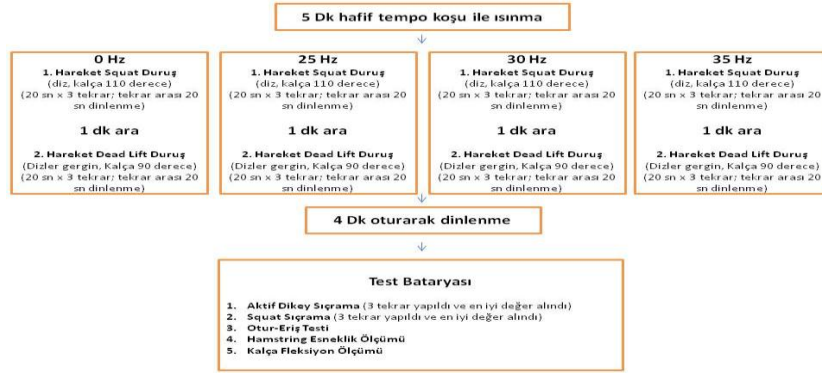 5 Dk hafif tempo koşu ile ısınma
0 Hz
1. Hareket Squat Duruş
(diz, kalça 110 derece)
(20 sn x 3 tekrar; tekrar arası 20
sn dinlenme)
1 dk ara
2. Hareket Dead Lift Duruş
(Dizler gergin, Kalça 90 derece)
(20 sn x 3 tekrar; tekrar arası 20
sn dinlenme)
25 Hz
1. Hareket Squat Duruş
(diz, kalça 110 derece)
(20 sn x 3 tekrar; tekrar arası 20
sn dinlenme)
1 dk ara
2. Hareket Dead Lift Duruş
(Dizler gergin, Kalça 90 derece)
(20 sn x 3 tekrar; tekrar arası 20
sn dinlenme)
30 Hz
1. Hareket Squat Duruş
(diz, kalça 110 derece)
(20 sn x 3 tekrar; tekrar arası 20
sn dinlenme)
1 dk ara
2. Hareket Dead Lift Duruş
(Dizler gergin, Kalça 90 derece)
(20 sn x 3 tekrar; tekrar arası 20
sn dinlenme)
35 Hz
1. Hareket Squat Duruş
(diz, kalça 110 derece)
(20 sn x 3 tekrar; tekrar arası 20
sn dinlenme)
1 dk ara
2. Hareket Dead Lift Duruş
(Dizler gergin, Kalça 90 derece)
(20 sn x 3 tekrar; tekrar arası 20
sn dinlenme)
4 Dk oturarak dinlenme
Test Bataryası
1. Aktif Dikey Sıçrama (3 tekrar yapıldı ve en iyi değer alındı)
2. Squat Sıçrama (3 tekrar yapıldı ve en iyi değer alındı)
3. Otur-Eriş Testi
4. Hamstring Esneklik Ölçümü
5. Kalça Fleksiyon Ölçümü